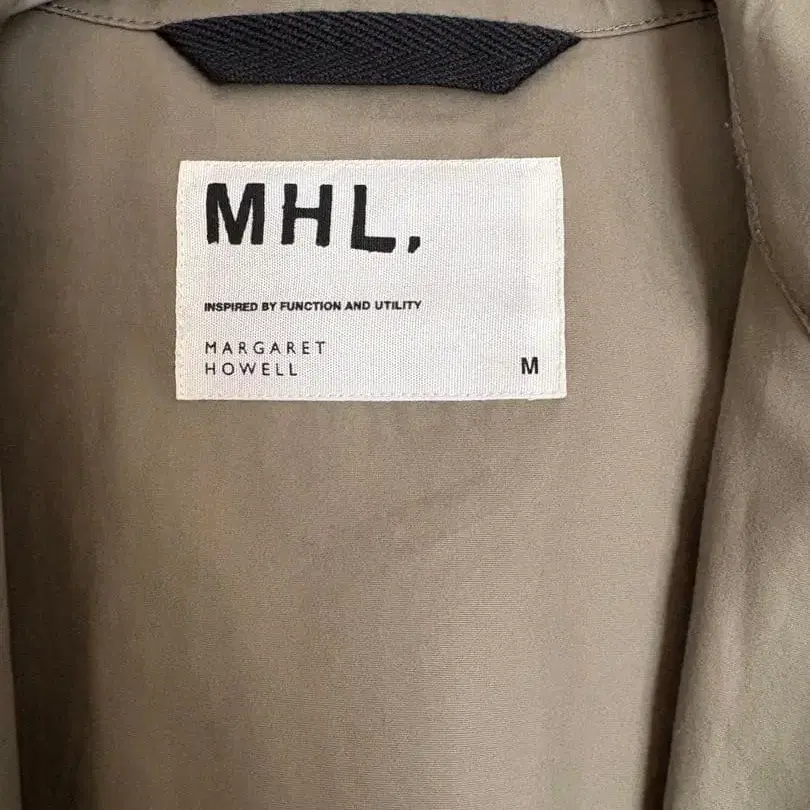 MHL,
INSPIRED BY FUNCTION AND UTILITY
MARGARET
HOWELL
M